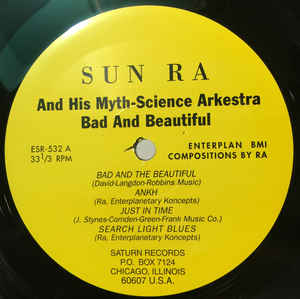 SUN RA
And His Myth-Science Arkestra
Bad And Beautiful
ESR-532 A
33 1/3 RPM
ENTERPLAN BMI
COMPOSITIONS BY RA
BAD AND THE BEAUTIFUL
(David-Langdon-Robbins Music)
ANKH
(Ra, Enterplanetary Koncepts)
JUST IN TIME
(J. Stynes-Comden-Green-Frank Music Co.)
SEARCH LIGHT BLUES
(Ra, Enterplanetary Koncepts)
SATURN RECORDS
P.O. BOX 7124
CHICAGO, ILLINOIS
60607 U.S.A.